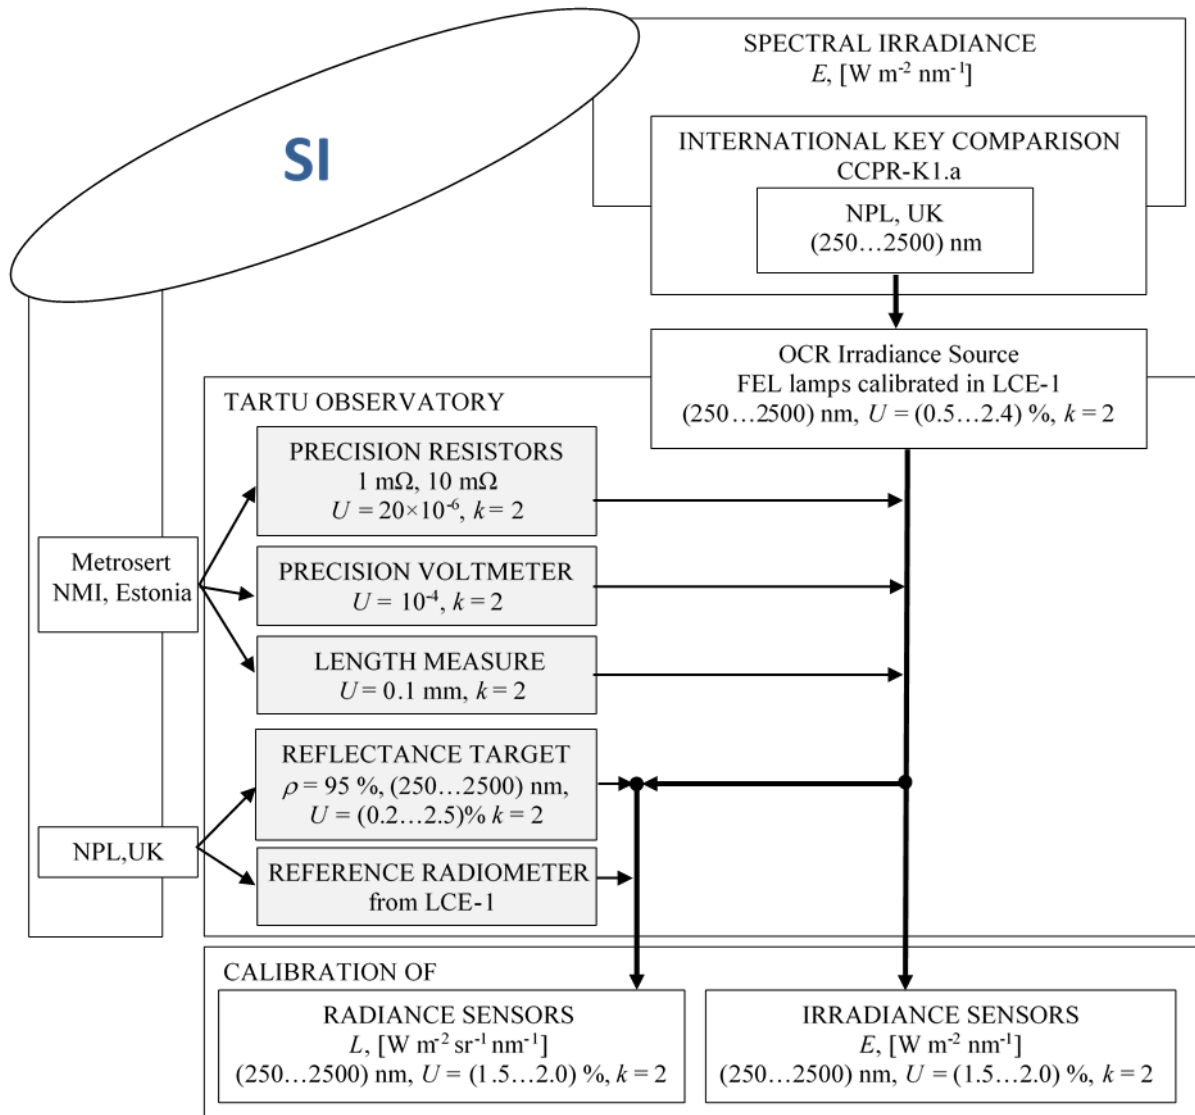 SPECTRAL IRRADIANCE
E, [W m⁻² nm⁻¹]
SI
INTERNATIONAL KEY COMPARISON
CCPR-K1.a
NPL, UK
(250…2500) nm
OCR Irradiance Source
FEL lamps calibrated in LCE-1
(250…2500) nm, U = (0.5…2.4) %, k = 2
TARTU OBSERVATORY
PRECISION RESISTORS
1 mΩ, 10 mΩ
U = 20×10⁻⁶, k = 2
Metrosert
NMI, Estonia
PRECISION VOLTMETER
U = 10⁻⁴, k = 2
LENGTH MEASURE
U = 0.1 mm, k = 2
REFLECTANCE TARGET
ρ = 95 %, (250…2500) nm,
U = (0.2…2.5)% k = 2
NPL,UK
REFERENCE RADIOMETER
from LCE-1
CALIBRATION OF
RADIANCE SENSORS
L, [W m⁻² sr⁻¹ nm⁻¹]
(250…2500) nm, U = (1.5…2.0) %, k = 2
IRRADIANCE SENSORS
E, [W m⁻² nm⁻¹]
(250…2500) nm, U = (1.5…2.0) %, k = 2